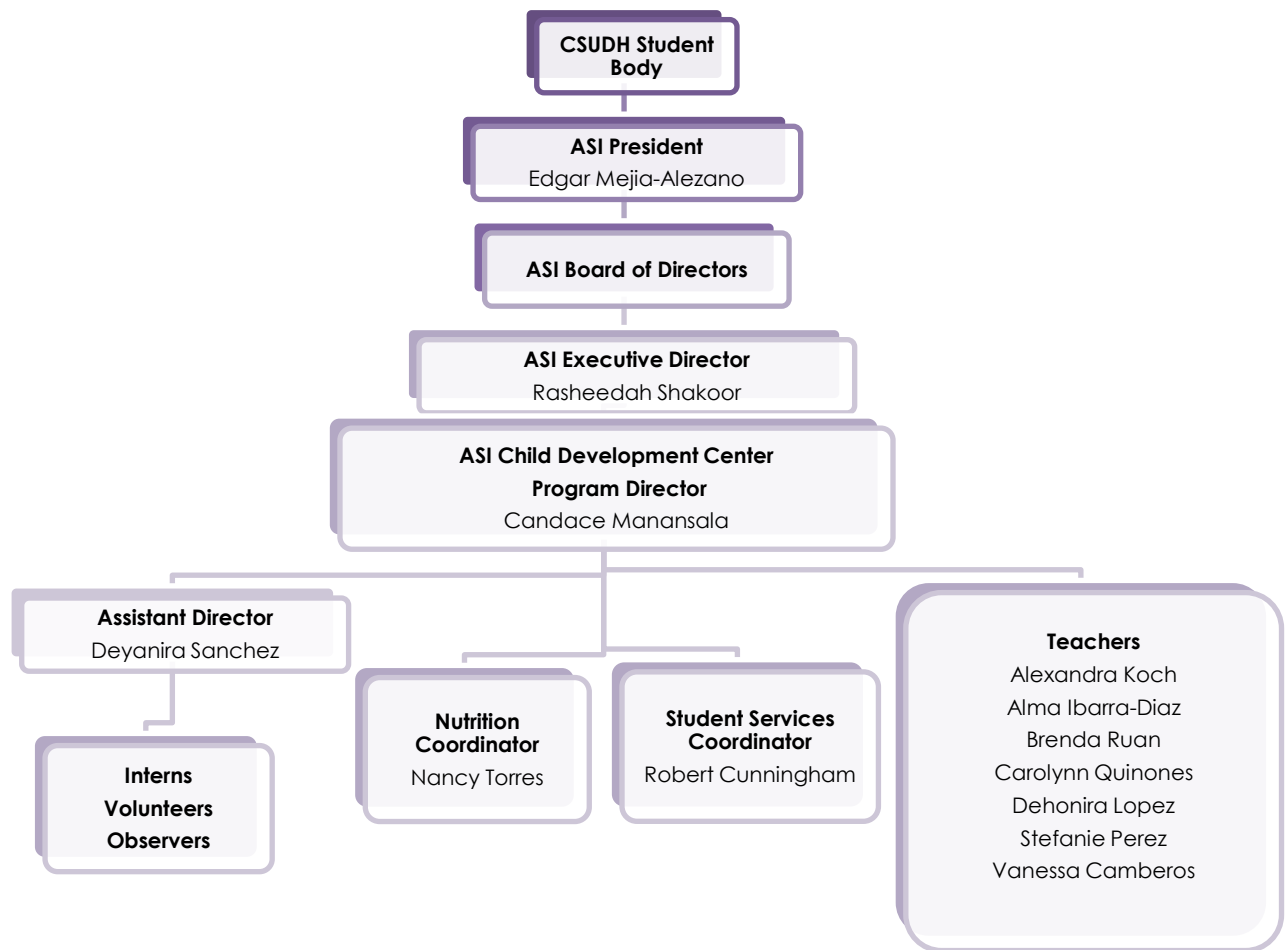 CSUDH Student
Body
ASI President
Edgar Mejia-Alezano
ASI Board of Directors
ASI Executive Director
Rasheedah Shakoor
ASI Child Development Center
Program Director
Candace Manansala
Assistant Director
Deyanira Sanchez
Interns
Volunteers
Observers
Nutrition
Coordinator
Nancy Torres
Student Services
Coordinator
Robert Cunningham
Teachers
Alexandra Koch
Alma Ibarra-Diaz
Brenda Ruan
Carolynn Quinones
Dehonira Lopez
Stefanie Perez
Vanessa Camberos